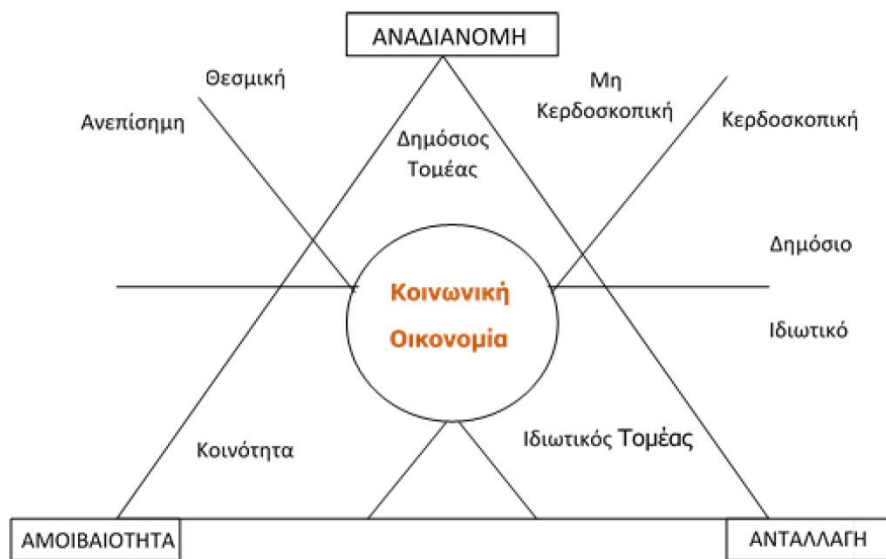 ΑΝΑΔΙΑΝΟΜΗ
Θεσμική
Μη
Κερδοσκοπική
Ανεπίσημη
Κερδοσκοπική
Δημόσιος
Τομέας
Δημόσιο
Κοινωνική
Οικονομία
Ιδιωτικό
Κοινότητα
Ιδιωτικός Τομέας
ΑΜΟΙΒΑΙΟΤΗΤΑ
ΑΝΤΑΛΛΑΓΗ